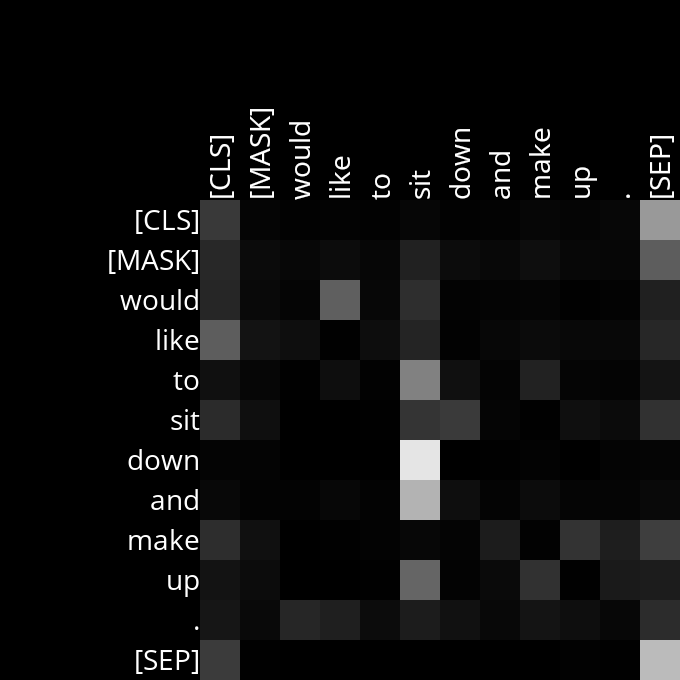 [CLS] [MASK] would like to sit down and make up . [SEP]
[CLS]
[MASK]
would
like
to
sit
down
and
make
up
.
[SEP]